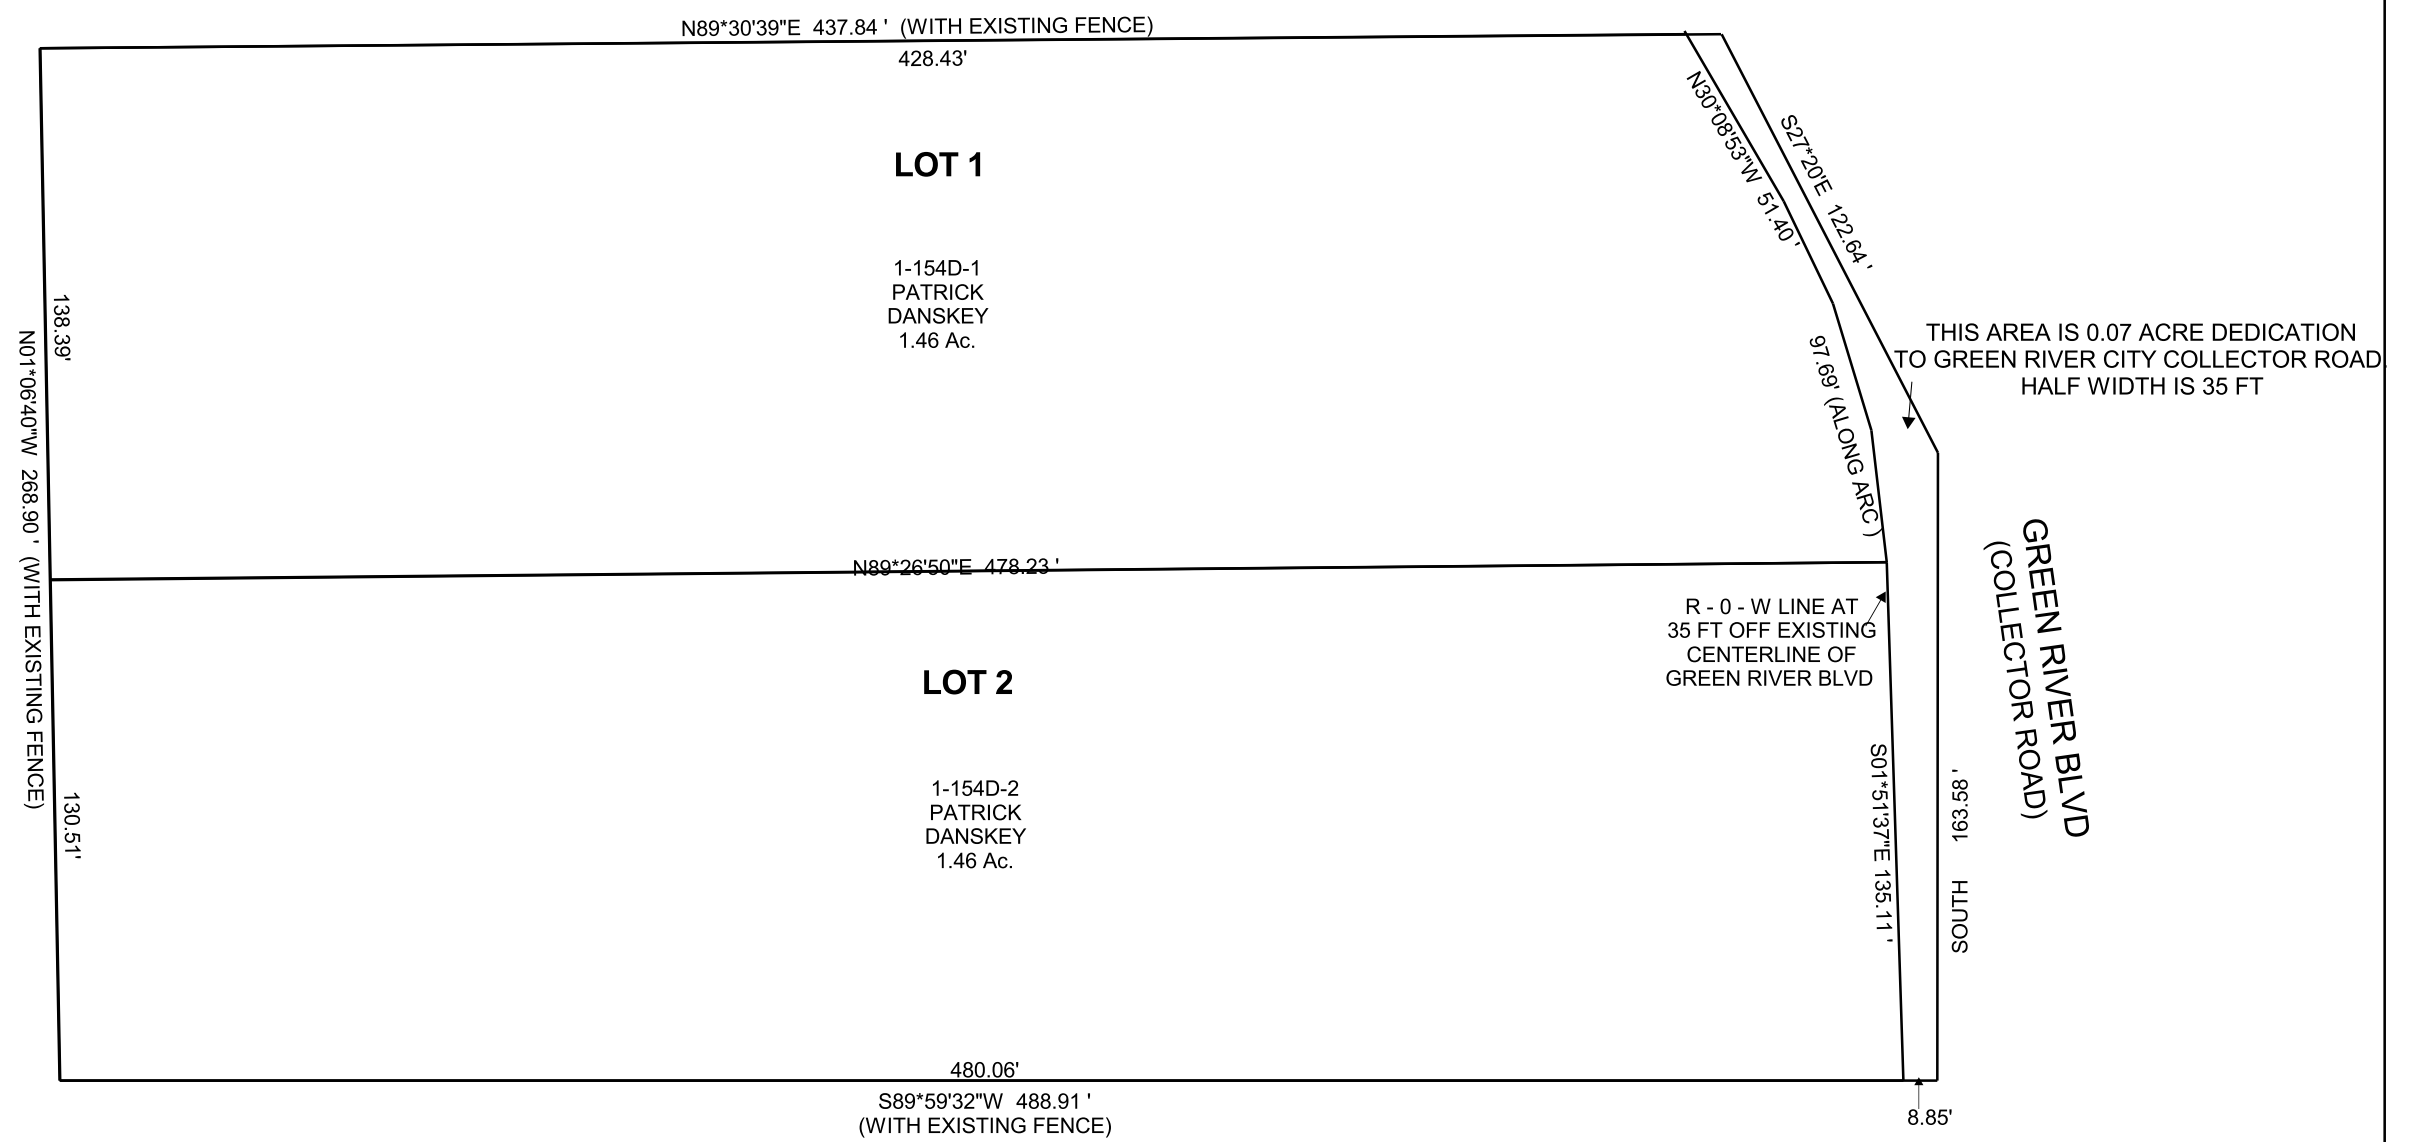 N89*30'39"E 437.84 ' (WITH EXISTING FENCE)
428.43'
LOT 1
1-154D-1
PATRICK
DANSKEY
1.46 Ac.
N30*08'53"W 51.40 '
S27*20'E 122.64 '
THIS AREA IS 0.07 ACRE DEDICATION
TO GREEN RIVER CITY COLLECTOR ROAD.
HALF WIDTH IS 35 FT
97.69' (ALONG ARC )
138.39'
N01*06'40"W 268.90 ' (WITH EXISTING FENCE)
N89*26'50"E 478.23 '
R - 0 - W LINE AT
35 FT OFF EXISTING
CENTERLINE OF
GREEN RIVER BLVD
GREEN RIVER BLVD
(COLLECTOR ROAD)
LOT 2
1-154D-2
PATRICK
DANSKEY
1.46 Ac.
130.51'
S01*51'37"E 135.11 '
SOUTH 163.58 '
480.06'
S89*59'32"W 488.91 '
(WITH EXISTING FENCE)
8.85'